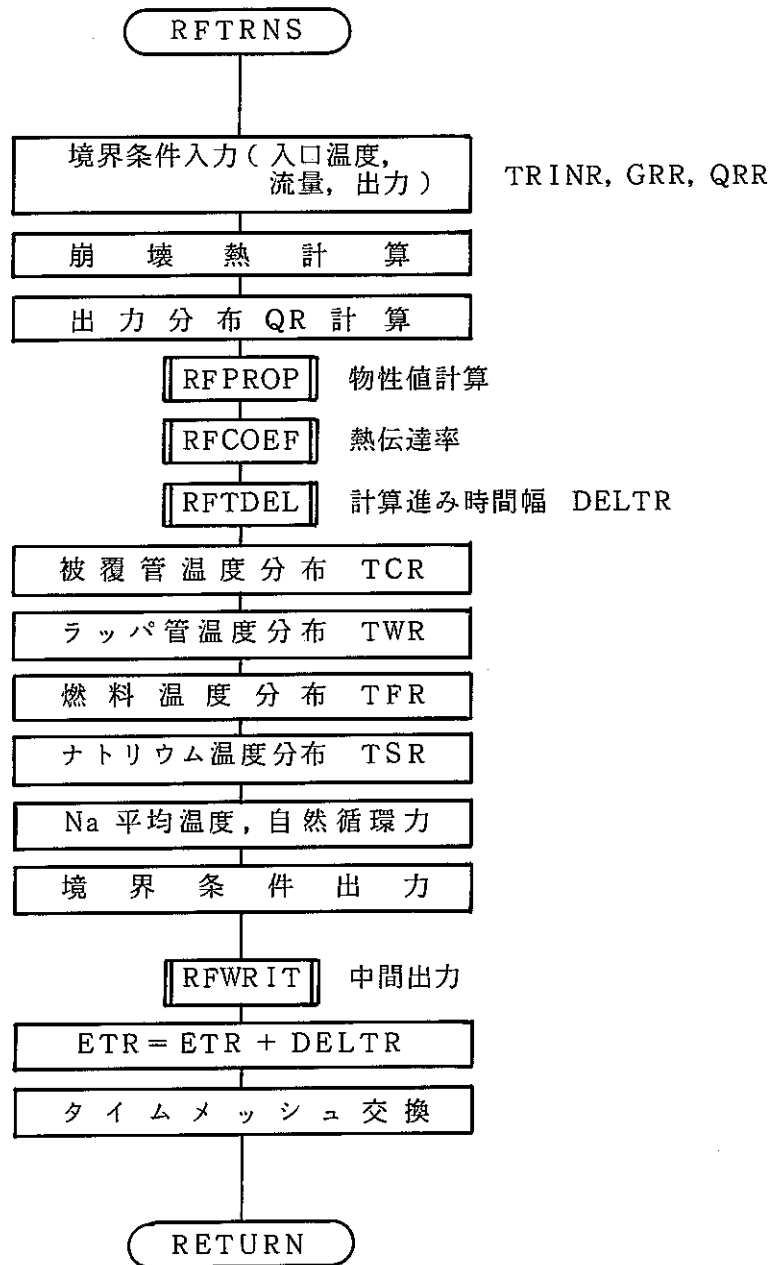 RFTRNS
境界条件入力(入口温度,
流量, 出力)
TRINR, GRR, QRR
崩壊熱計算
出力分布QR計算
RFPROP 物性値計算
RFCOEF 熱伝達率
RFTDEL 計算進み時間幅 DELTR
被覆管温度分布 TCR
ラッパ管温度分布 TWR
燃料温度分布 TFR
ナトリウム温度分布 TSR
Na 平均温度, 自然循環力
境界条件出力
RFWRIT 中間出力
ETR = ETR + DELTR
タイムメッシュ交換
RETURN